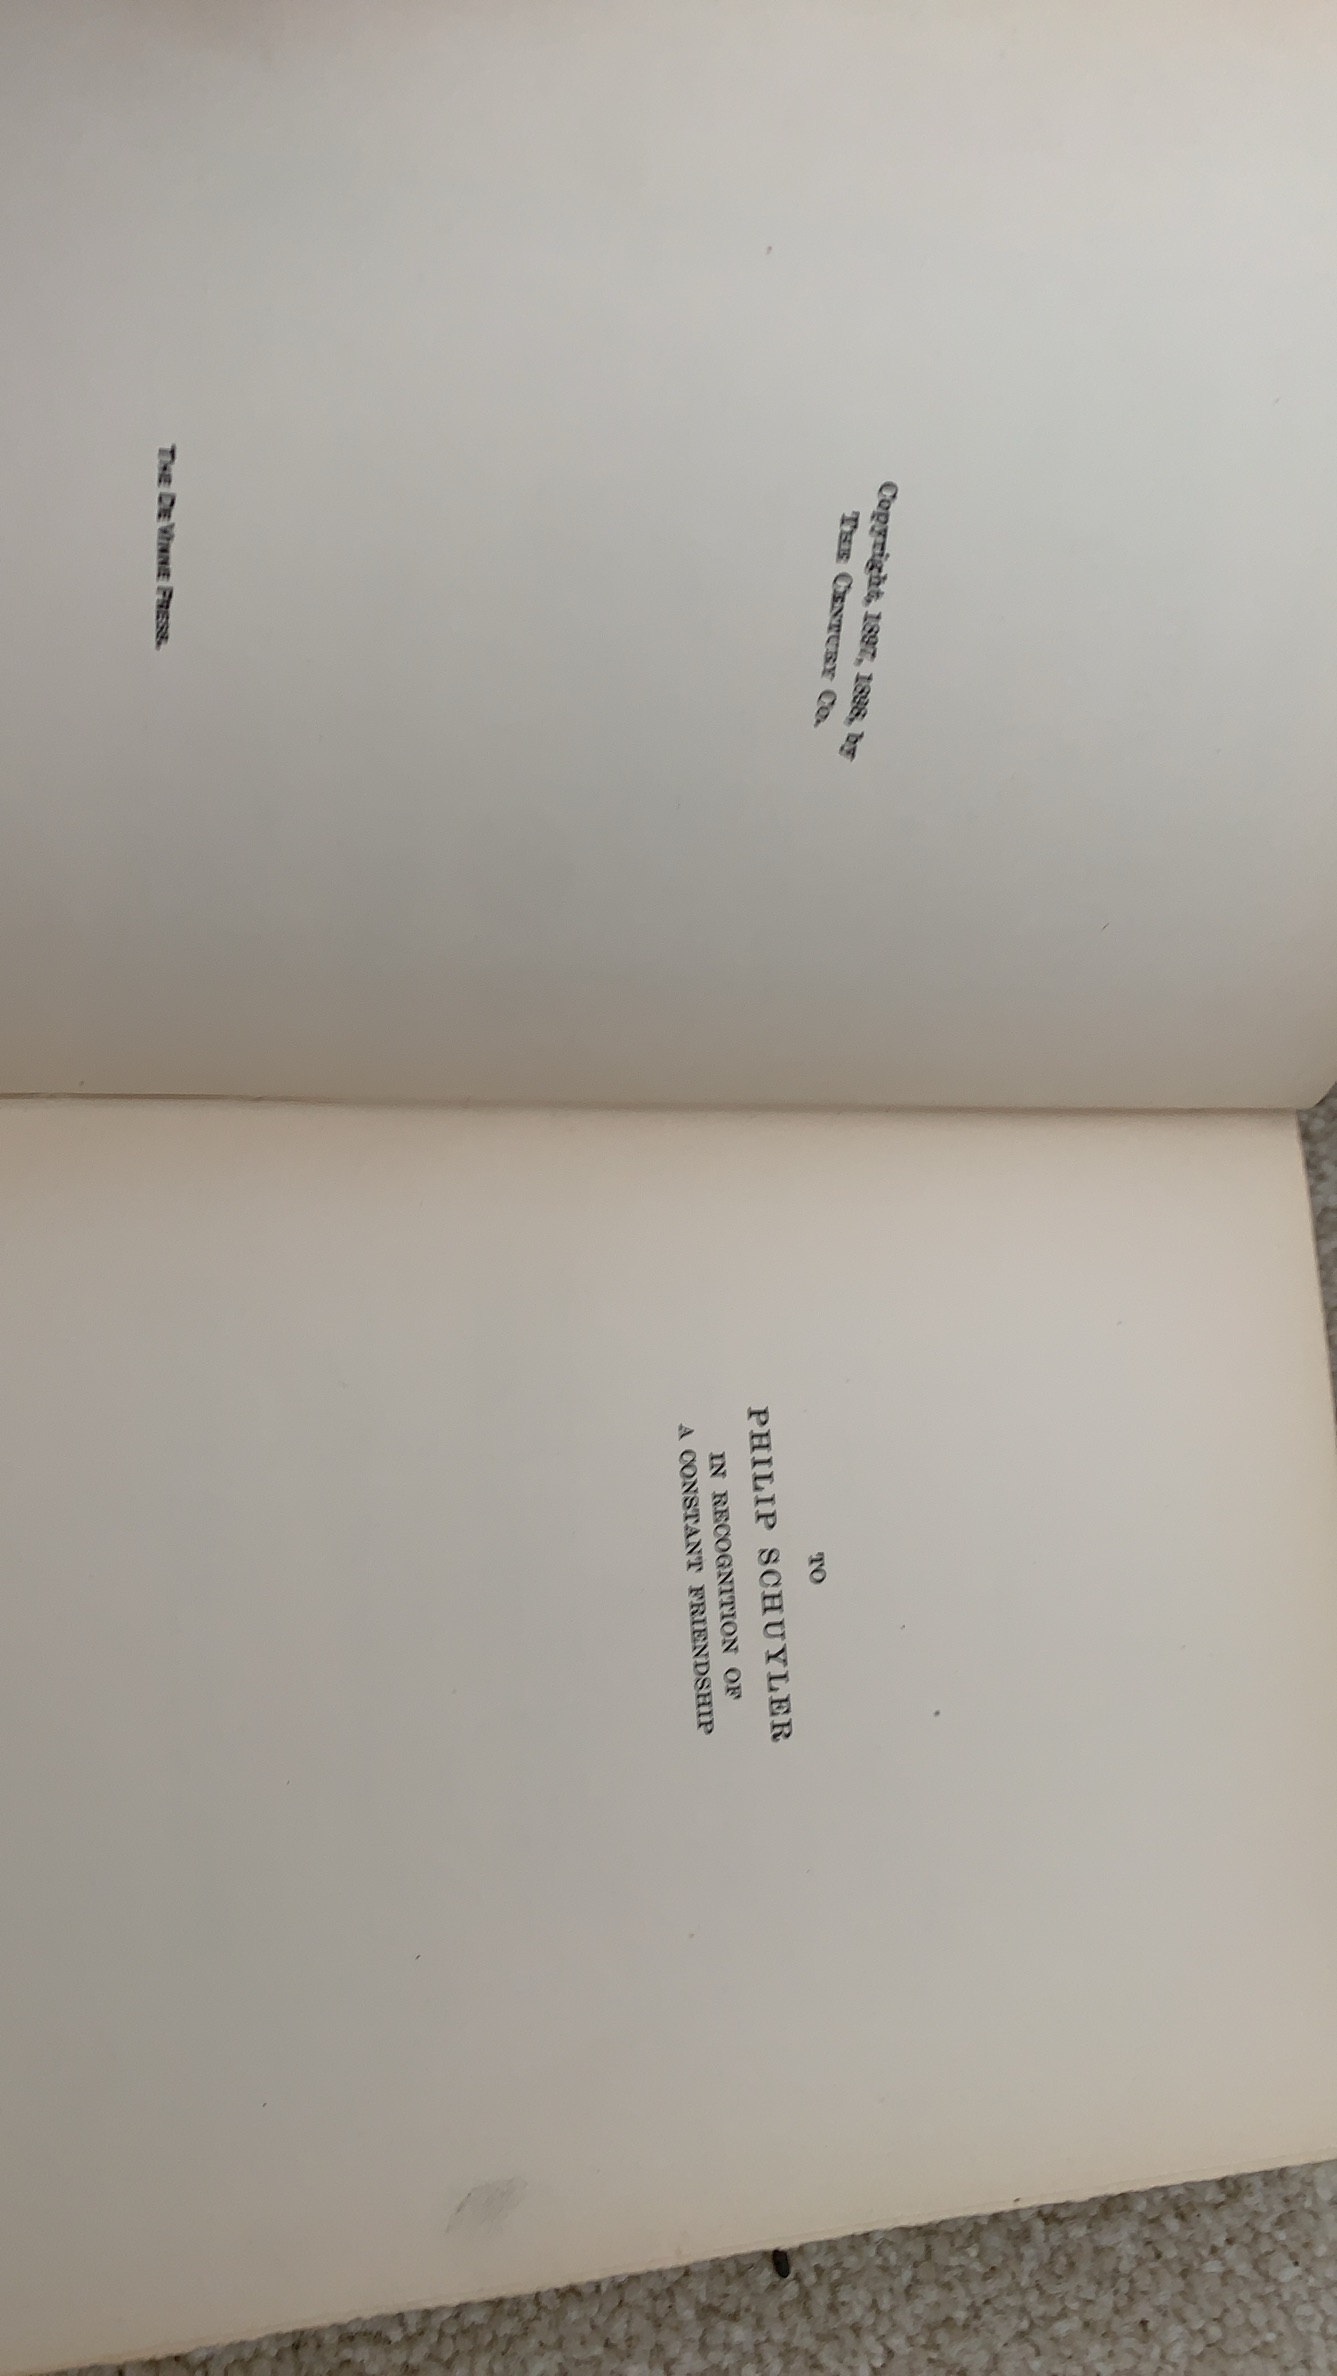 Copyright, 1897, 1898, by
THE CENTURY CO.
THE DE VINNE PRESS.
TO
PHILIP SCHUYLER
IN RECOGNITION OF
A CONSTANT FRIENDSHIP